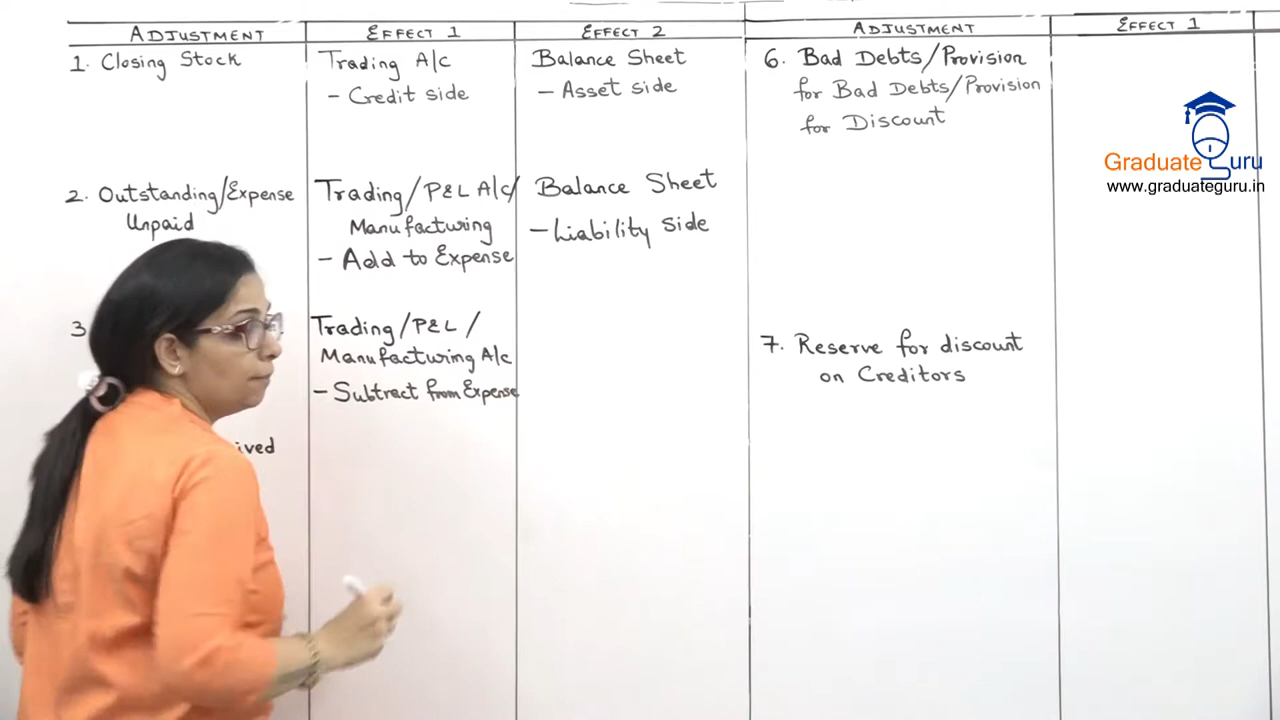 ADJUSTMENT
EFFECT 1
EFFECT 2
1. Closing Stock
Trading A/c
- Credit side
Balance Sheet
- Asset side
2. Outstanding/Expense
Unpaid
Trading/P&L A/c/
Manufacturing
- Add to Expense
Balance Sheet
- Liability side
3
Trading/P&L/
Manufacturing A/c
- Subtract from Expense
ived
ADJUSTMENT
EFFECT 1
6. Bad Debts/Provision
for Bad Debts/Provision
for Discount
7. Reserve for discount
on Creditors
Graduate Guru
www.graduateguru.in